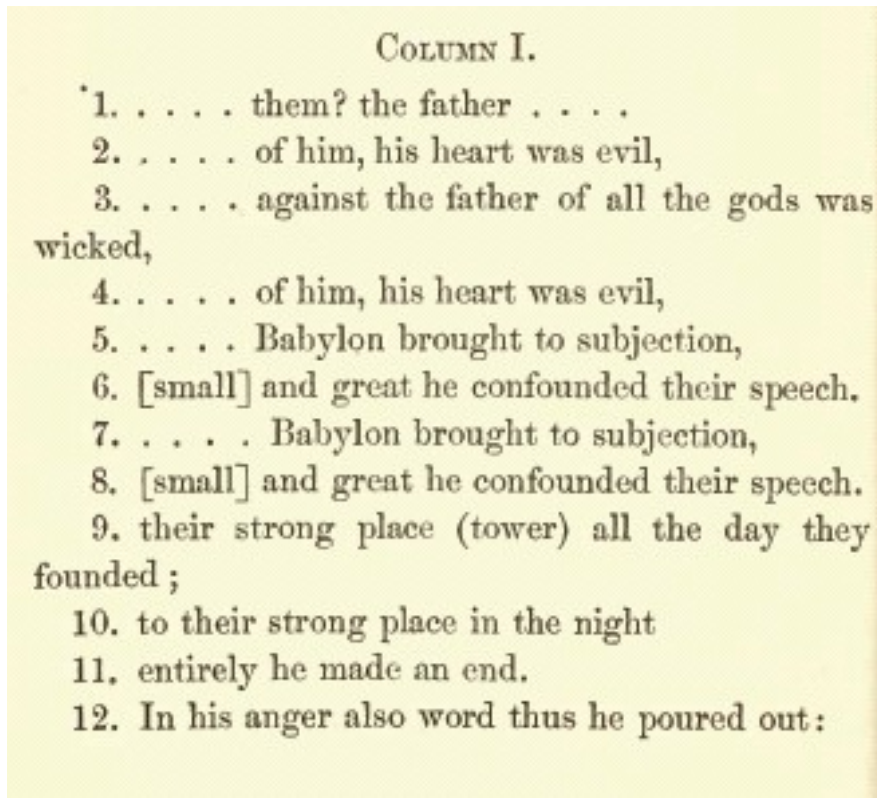 COLUMN I.
1. . . . . . them? the father . . . .
2. . . . . . of him, his heart was evil,
3. . . . . . against the father of all the gods was
wicked,
4. . . . . . of him, his heart was evil,
5. . . . . . Babylon brought to subjection,
6. [small] and great he confounded their speech.
7. . . . . . Babylon brought to subjection,
8. [small] and great he confounded their speech.
9. their strong place (tower) all the day they
founded ;
10. to their strong place in the night
11. entirely he made an end.
12. In his anger also word thus he poured out :